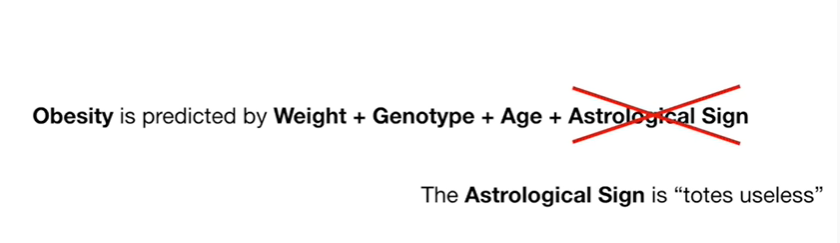 Obesity is predicted by Weight + Genotype + Age + Astrological Sign
The Astrological Sign is “totes useless”